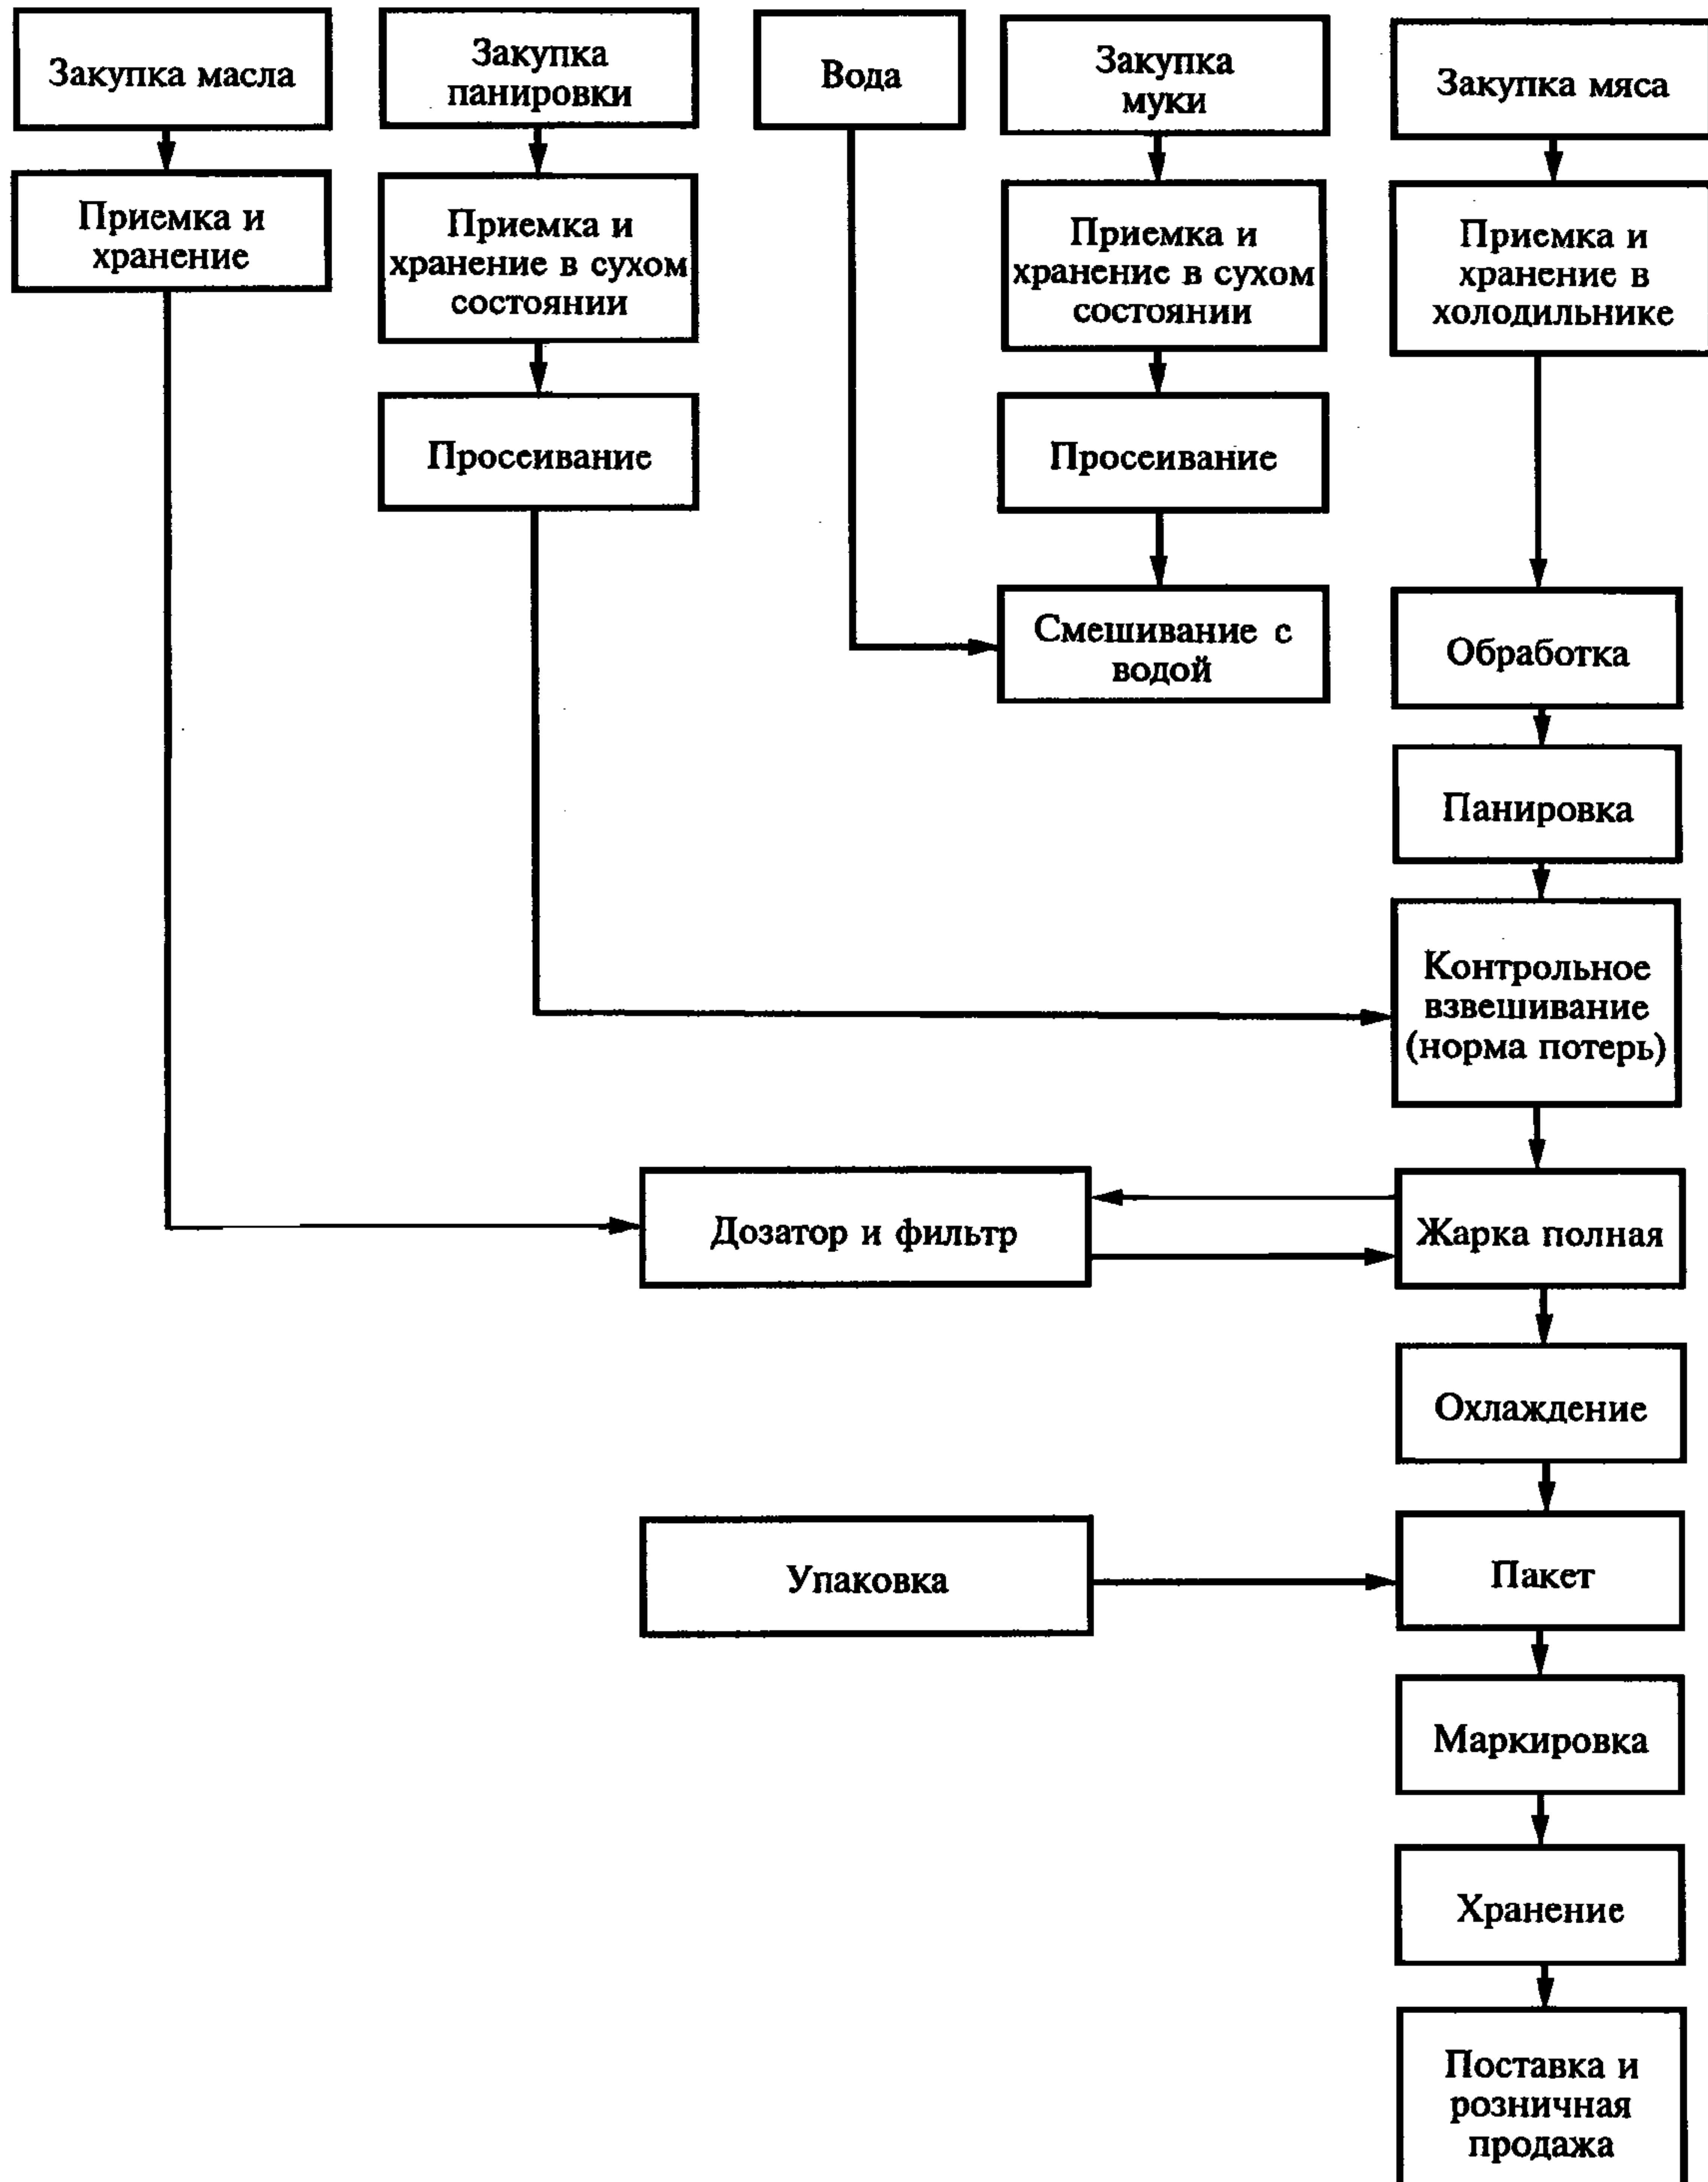 Закупка масла
Закупка
панировки
Вода
Закупка
муки
Закупка мяса
Приемка и
хранение
Приемка и
хранение в сухом
состоянии
Приемка и
хранение в сухом
состоянии
Приемка и
хранение в
холодильнике
Просеивание
Просеивание
Смешивание с
водой
Обработка
Панировка
Контрольное
взвешивание
(норма потерь)
Дозатор и фильтр
Жарка полная
Охлаждение
Упаковка
Пакет
Маркировка
Хранение
Поставка и
розничная
продажа